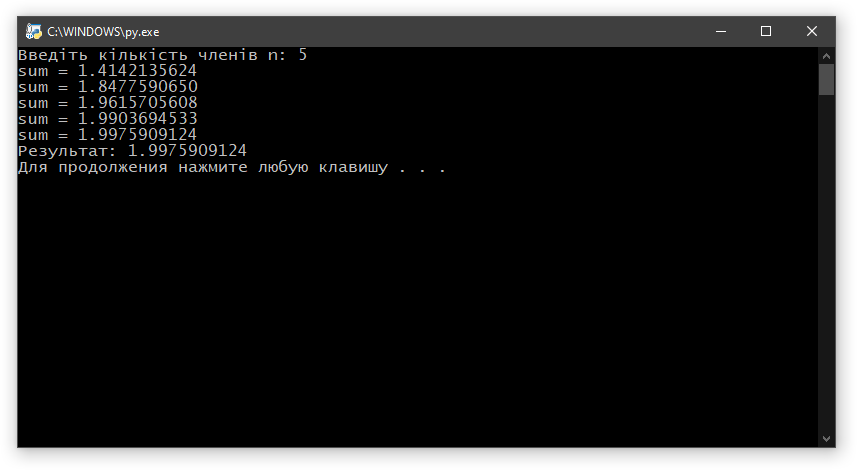 C:\WINDOWS\py.exe
Введіть кількість членів n: 5
sum = 1.4142135624
sum = 1.8477590650
sum = 1.9615705608
sum = 1.9903694533
sum = 1.9975909124
Результат: 1.9975909124
Для продолжения нажмите любую клавишу . . .